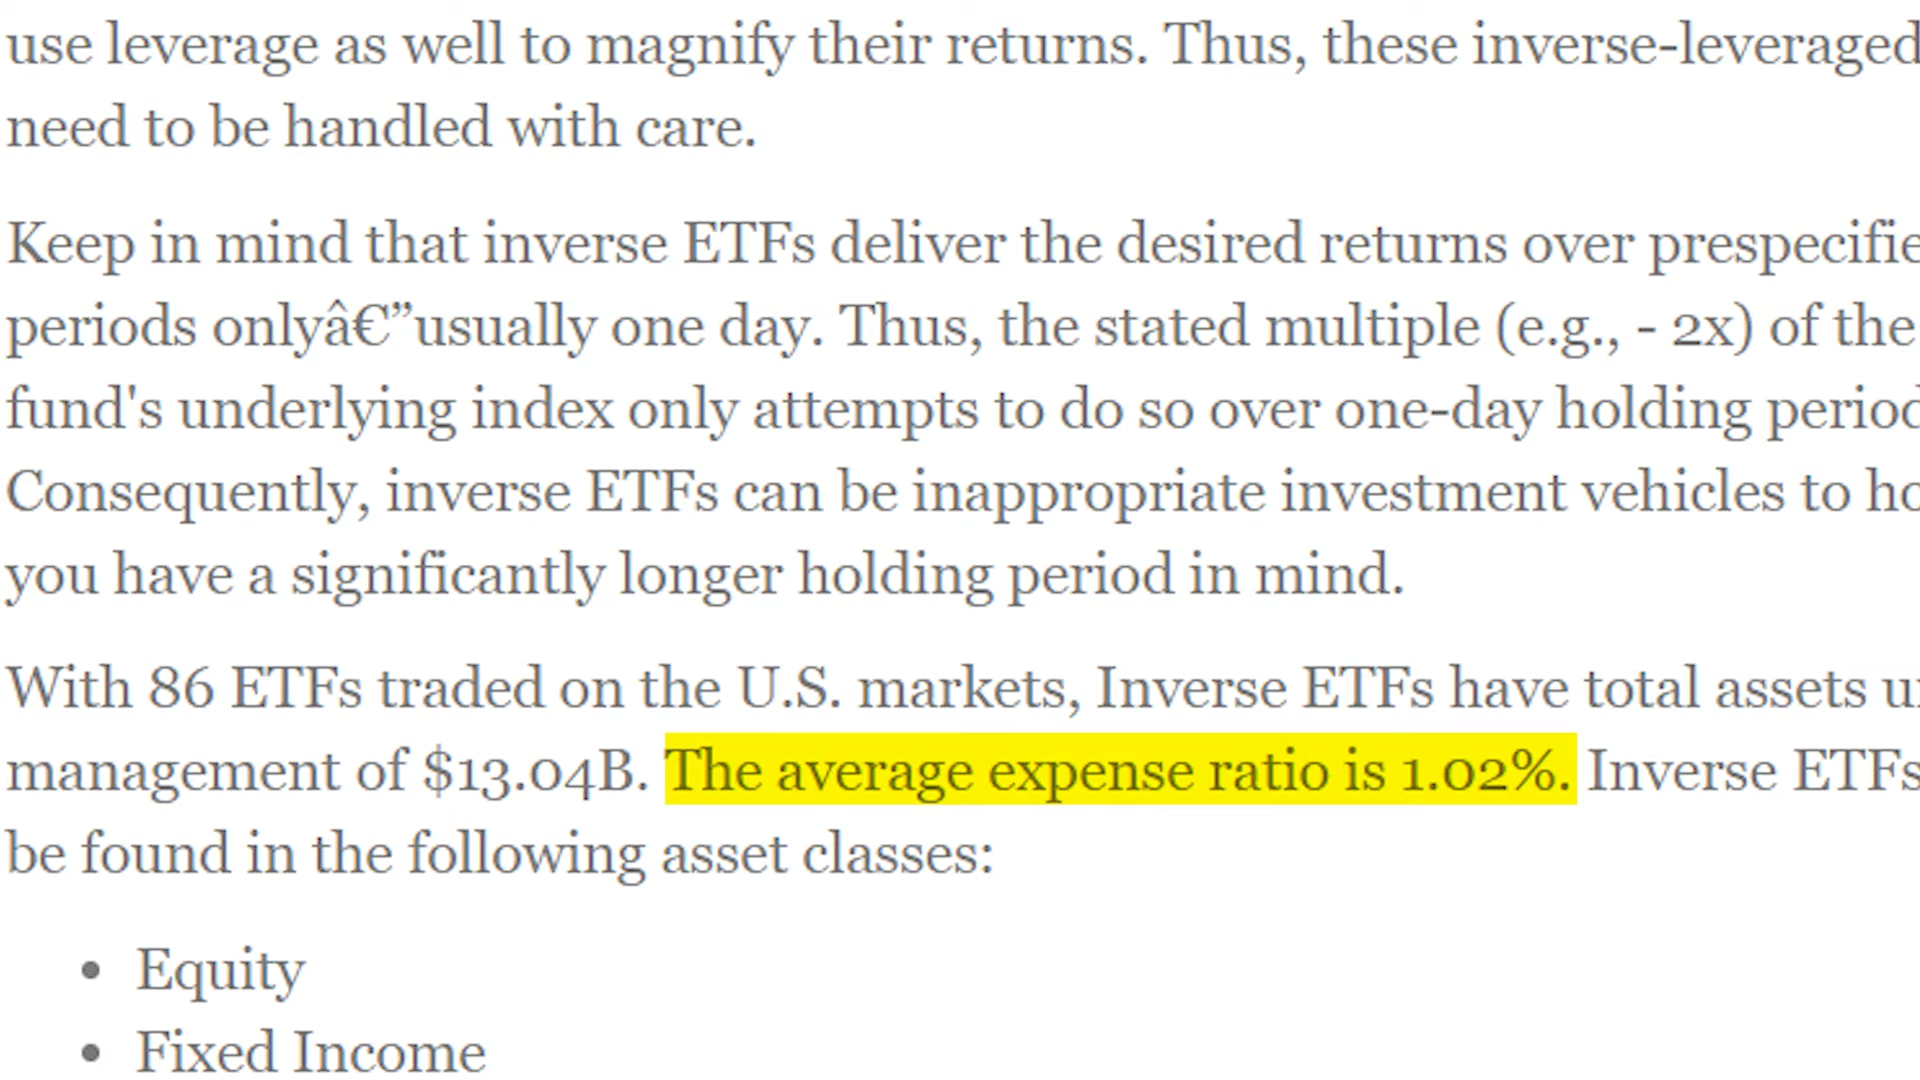 use leverage as well to magnify their returns. Thus, these inverse-leveraged
need to be handled with care.
Keep in mind that inverse ETFs deliver the desired returns over prespecifie
periods onlyâ€”usually one day. Thus, the stated multiple (e.g., - 2x) of the
fund's underlying index only attempts to do so over one-day holding period
Consequently, inverse ETFs can be inappropriate investment vehicles to ho
you have a significantly longer holding period in mind.
With 86 ETFs traded on the U.S. markets, Inverse ETFs have total assets u
management of $13.04B. The average expense ratio is 1.02%. Inverse ETFs
be found in the following asset classes:
• Equity
• Fixed Income